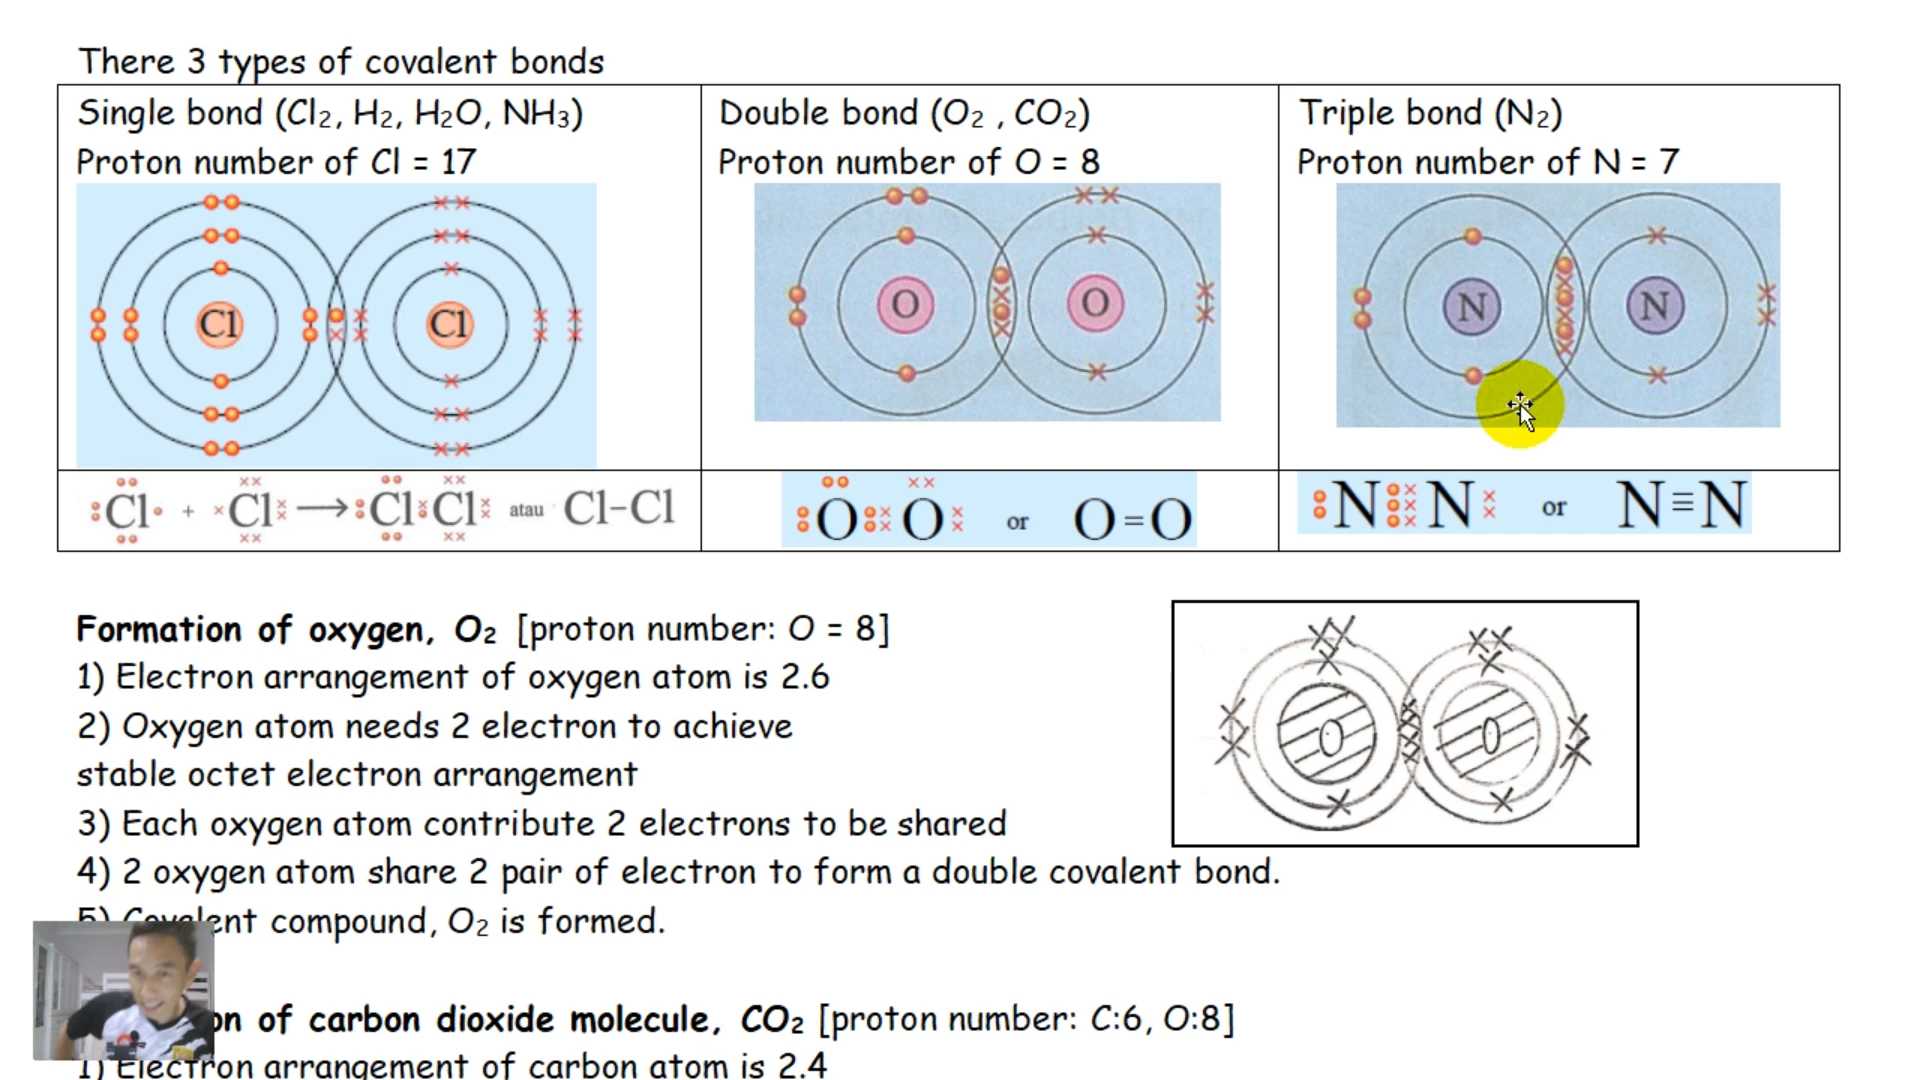 There 3 types of covalent bonds
Single bond (Cl₂, H₂, H₂O, NH₃)
Proton number of Cl = 17
Cl Cl
Double bond (O₂ , CO₂)
Proton number of O = 8
O O
Triple bond (N₂)
Proton number of N = 7
N N
Cl + Cl → Cl Cl atau Cl–Cl
O O or O=O
N N or N≡N
Formation of oxygen, O₂ [proton number: O = 8]
1) Electron arrangement of oxygen atom is 2.6
2) Oxygen atom needs 2 electron to achieve
stable octet electron arrangement
3) Each oxygen atom contribute 2 electrons to be shared
4) 2 oxygen atom share 2 pair of electron to form a double covalent bond.
5) Covalent compound, O₂ is formed.
O O
on of carbon dioxide molecule, CO₂ [proton number: C:6, O:8]
1) Electron arrangement of carbon atom is 2.4